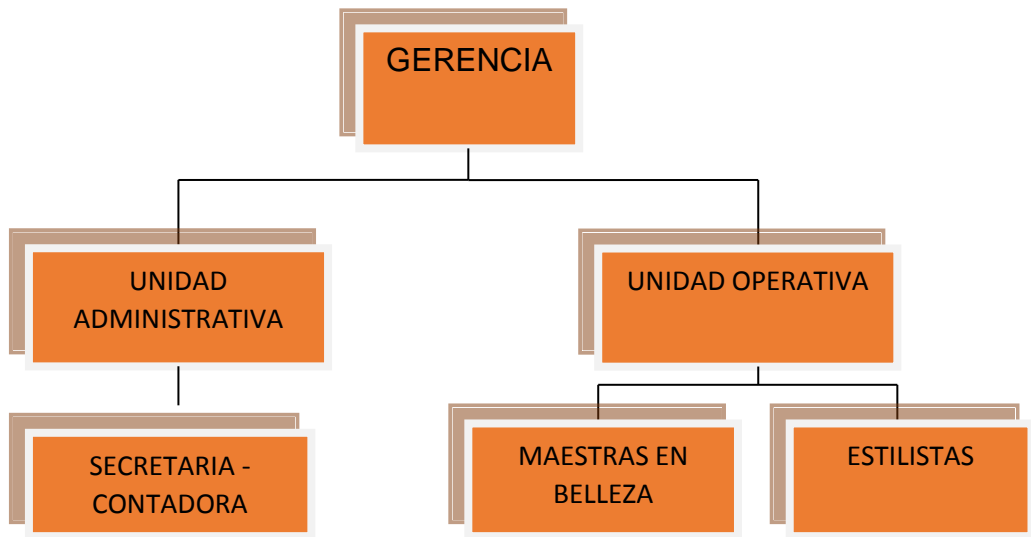 GERENCIA
UNIDAD
ADMINISTRATIVA
UNIDAD OPERATIVA
SECRETARIA -
CONTADORA
MAESTRAS EN
BELLEZA
ESTILISTAS